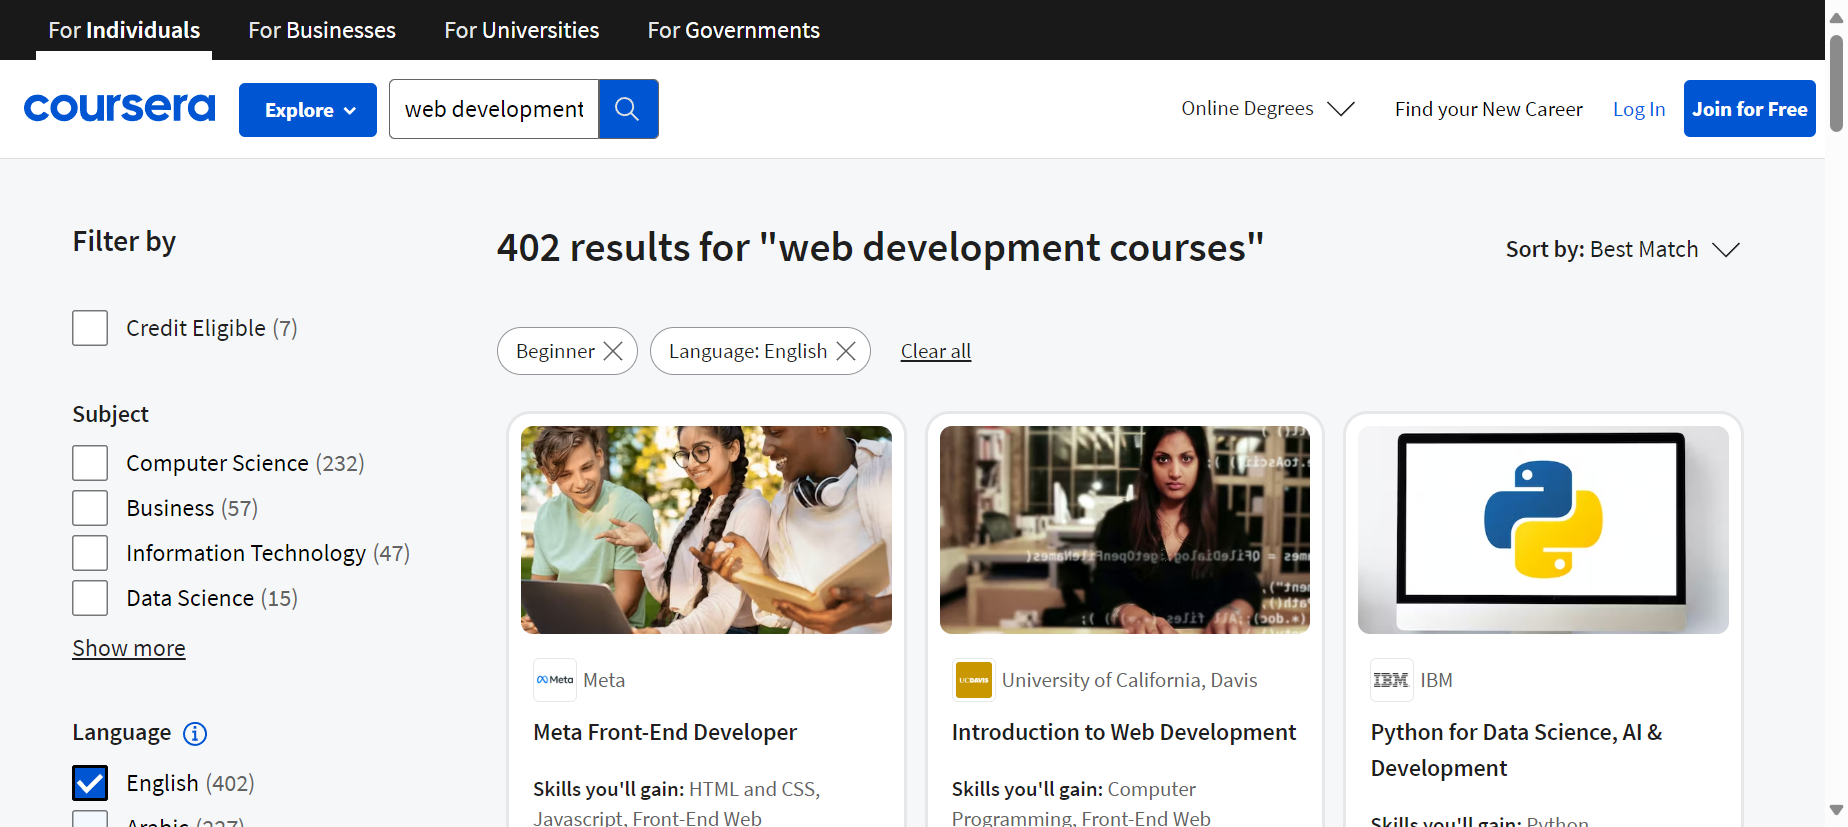 For Individuals
For Businesses
For Universities
For Governments
coursera
Explore
web development
Online Degrees
Find your New Career
Log In
Join for Free
Filter by
402 results for "web development courses"
Sort by: Best Match
Beginner
Language: English
Clear all
Credit Eligible (7)
Subject
Computer Science (232)
Business (57)
Information Technology (47)
Data Science (15)
Show more
Language
English (402)
Arabic (227)
Meta
Meta
Meta Front-End Developer
Skills you'll gain: HTML and CSS,
Javascript, Front-End Web
UCDAVIS
University of California, Davis
Introduction to Web Development
Skills you'll gain: Computer
Programming, Front-End Web
IBM
IBM
Python for Data Science, AI &
Development
Skills you'll gain: Python